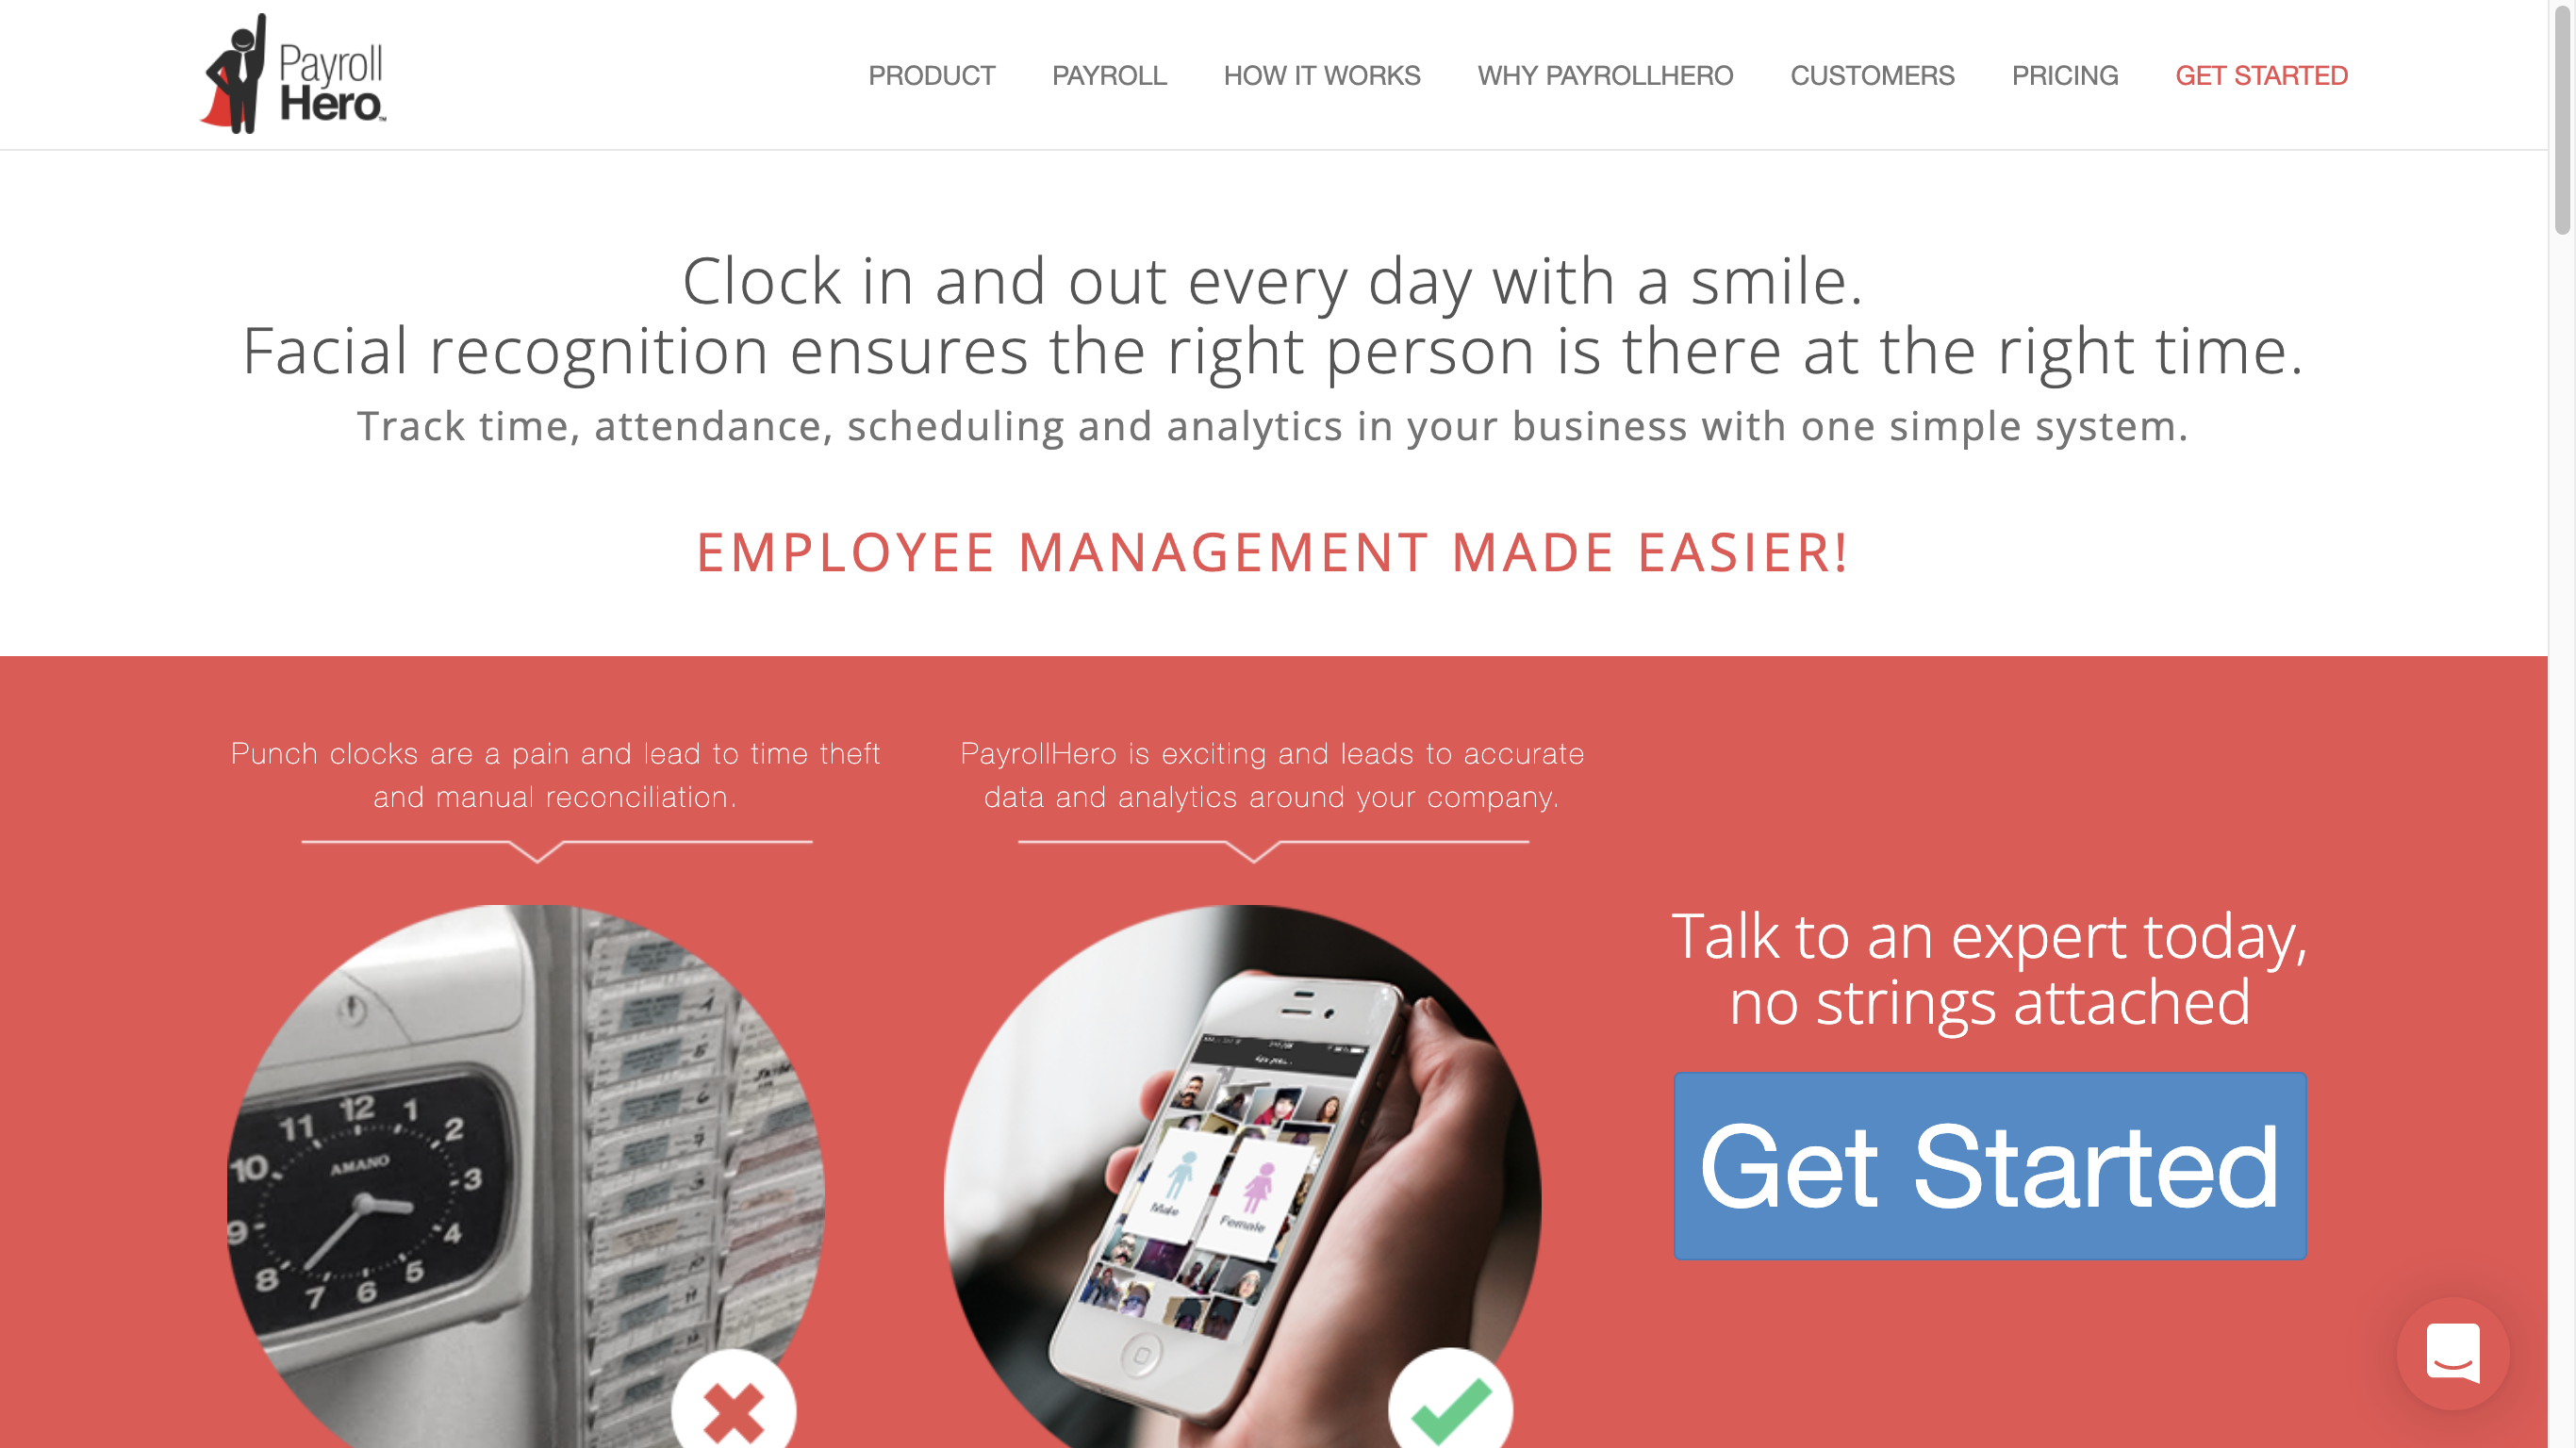 Payroll
Hero™
PRODUCT
PAYROLL
HOW IT WORKS
WHY PAYROLLHERO
CUSTOMERS
PRICING
GET STARTED
Clock in and out every day with a smile.
Facial recognition ensures the right person is there at the right time.
Track time, attendance, scheduling and analytics in your business with one simple system.
EMPLOYEE MANAGEMENT MADE EASIER!
Punch clocks are a pain and lead to time theft
and manual reconciliation.
PayrollHero is exciting and leads to accurate
data and analytics around your company.
Talk to an expert today,
no strings attached
Get Started
12
11 1
10 2
AMANO
9 3
8 4
7 6 5
Male
Female